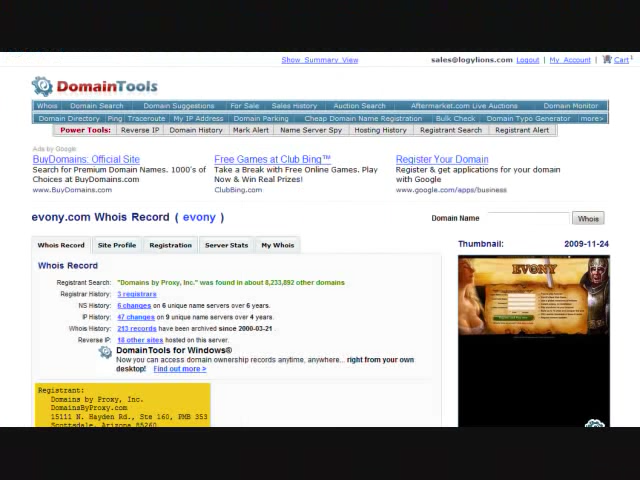 Show Summary View
sales@logylions.com Logout | My Account | Cart
DomainTools
Whois Domain Search Domain Suggestions For Sale Sales History Auction Search Aftermarket.com Live Auctions Domain Monitor
Domain Directory Ping Traceroute My IP Address Domain Parking Cheap Domain Name Registration Bulk Check Domain Typo Generator more>
Power Tools: Reverse IP Domain History Mark Alert Name Server Spy Hosting History Registrant Search Registrant Alert
Ads by Google
BuyDomains: Official Site
Search for Premium Domain Names. 1000's of
Choices at BuyDomains.com
www.BuyDomains.com
Free Games at Club Bing™
Take a Break with Free Online Games. Play
Now & Win Real Prizes!
ClubBing.com
Register Your Domain
Register & get applications for your domain
with Google
www.google.com/apps/business
evony.com Whois Record ( evony )
Domain Name
Whois
Whois Record Site Profile Registration Server Stats My Whois
Thumbnail: 2009-11-24
EVONY
Whois Record
Registrant Search: "Domains by Proxy, Inc." was found in about 8,233,892 other domains
Registrar History: 3 registrars
NS History: 6 changes on 6 unique name servers over 6 years.
IP History: 47 changes on 9 unique name servers over 4 years.
Whois History: 213 records have been archived since 2000-03-21.
Reverse IP: 18 other sites hosted on this server.
DomainTools for Windows®
Now you can access domain ownership records anytime, anywhere... right from your own
desktop! Find out more >
Registrant:
Domains by Proxy, Inc.
DomainsByProxy.com
15111 N. Hayden Rd., Ste 160, PMB 353
Scottsdale, Arizona 85260